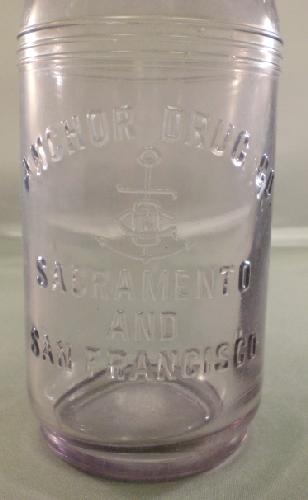 ANCHOR DRUG CO
SACRAMENTO
AND
SAN FRANCISCO